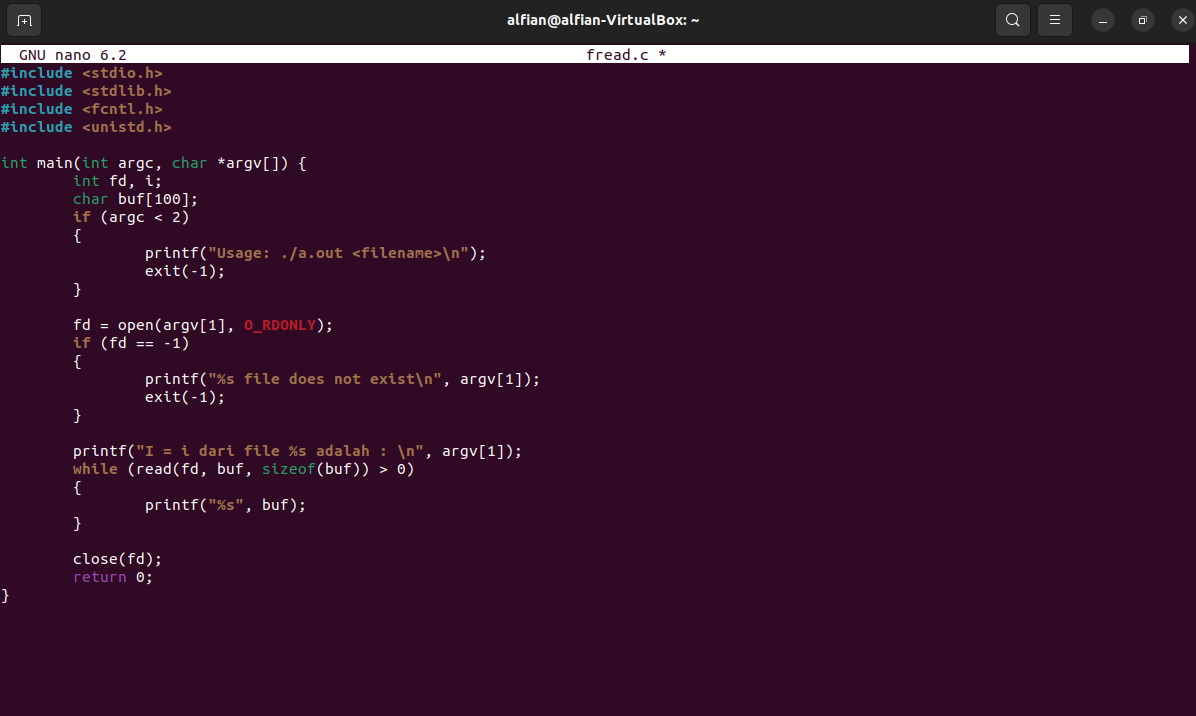 alfian@alfian-VirtualBox: ~
GNU nano 6.2 fread.c *
#include <stdio.h>
#include <stdlib.h>
#include <fcntl.h>
#include <unistd.h>
int main(int argc, char *argv[]) {
int fd, i;
char buf[100];
if (argc < 2)
{
printf("Usage: ./a.out <filename>\n");
exit(-1);
}
fd = open(argv[1], O_RDONLY);
if (fd == -1)
{
printf("%s file does not exist\n", argv[1]);
exit(-1);
}
printf("I = i dari file %s adalah : \n", argv[1]);
while (read(fd, buf, sizeof(buf)) > 0)
{
printf("%s", buf);
}
close(fd);
return 0;
}